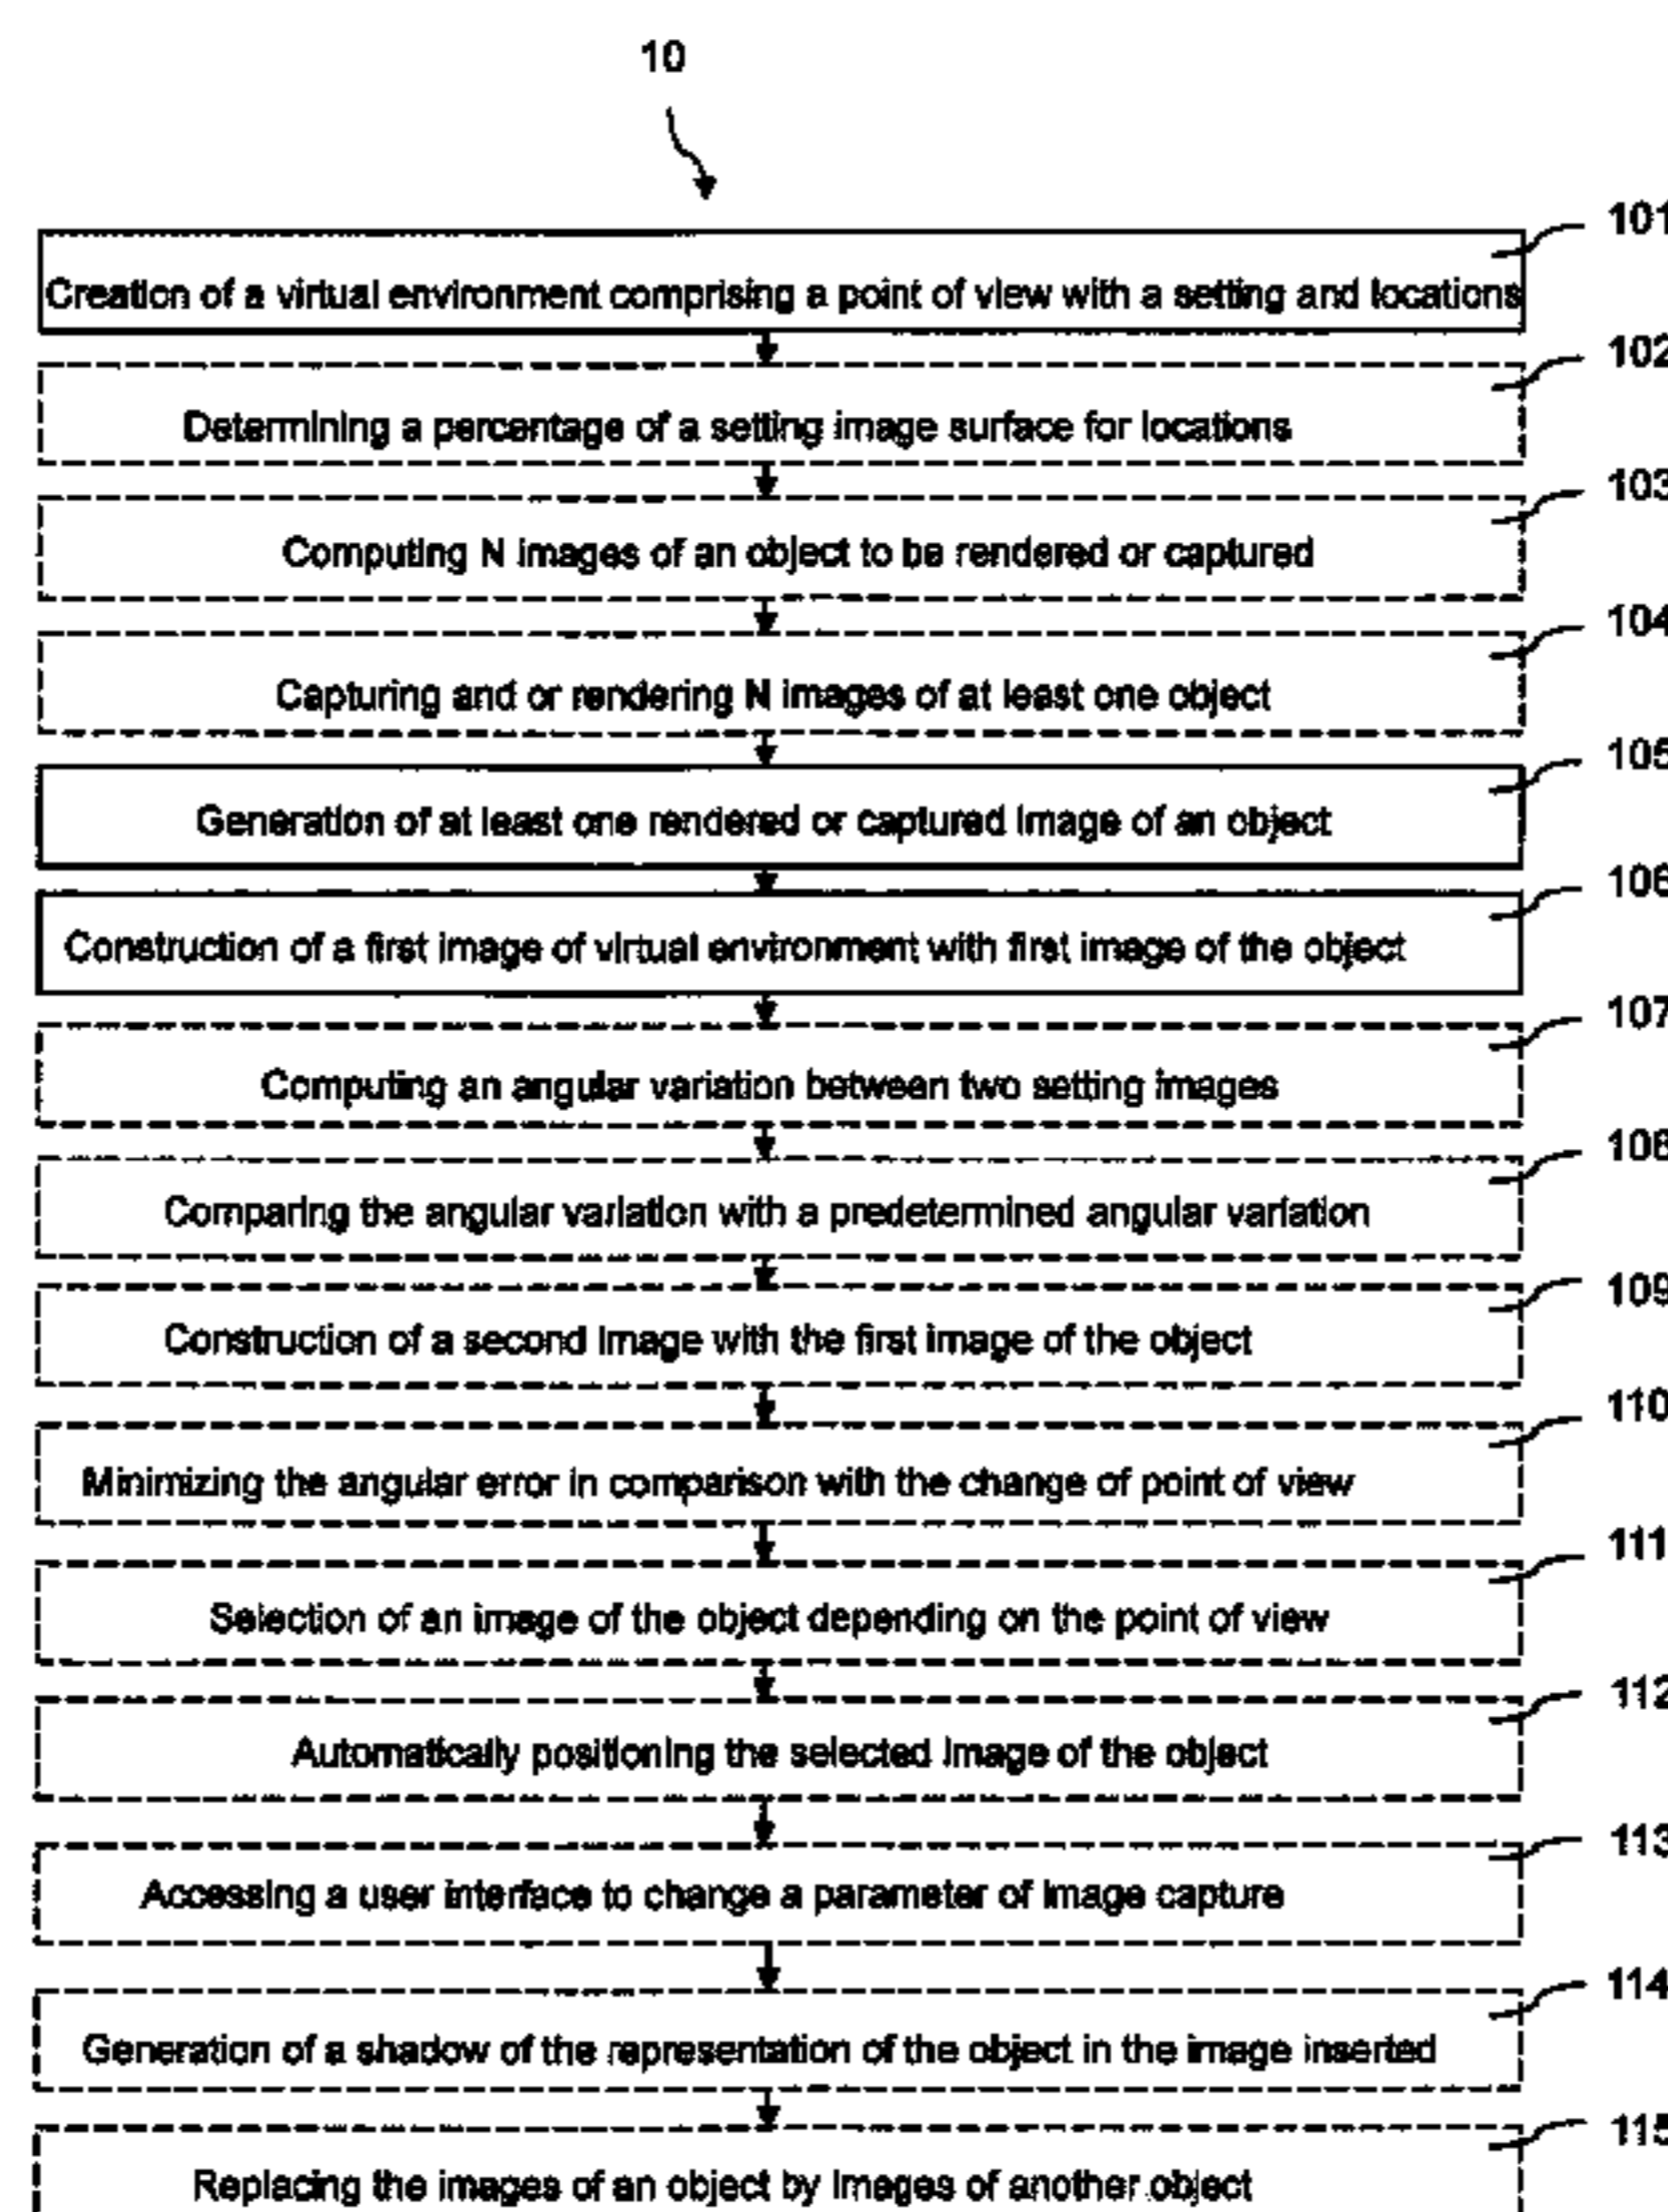 10
101
Creation of a virtual environment comprising a point of view with a setting and locations
102
Determining a percentage of a setting image surface for locations
103
Computing N images of an object to be rendered or captured
104
Capturing and or rendering N images of at least one object
105
Generation of at least one rendered or captured image of an object
106
Construction of a first image of virtual environment with first image of the object
107
Computing an angular variation between two setting images
108
Comparing the angular variation with a predetermined angular variation
109
Construction of a second image with the first image of the object
110
Minimizing the angular error in comparison with the change of point of view
111
Selection of an image of the object depending on the point of view
112
Automatically positioning the selected image of the object
113
Accessing a user interface to change a parameter of image capture
114
Generation of a shadow of the representation of the object in the image inserted
115
Replacing the images of an object by images of another object